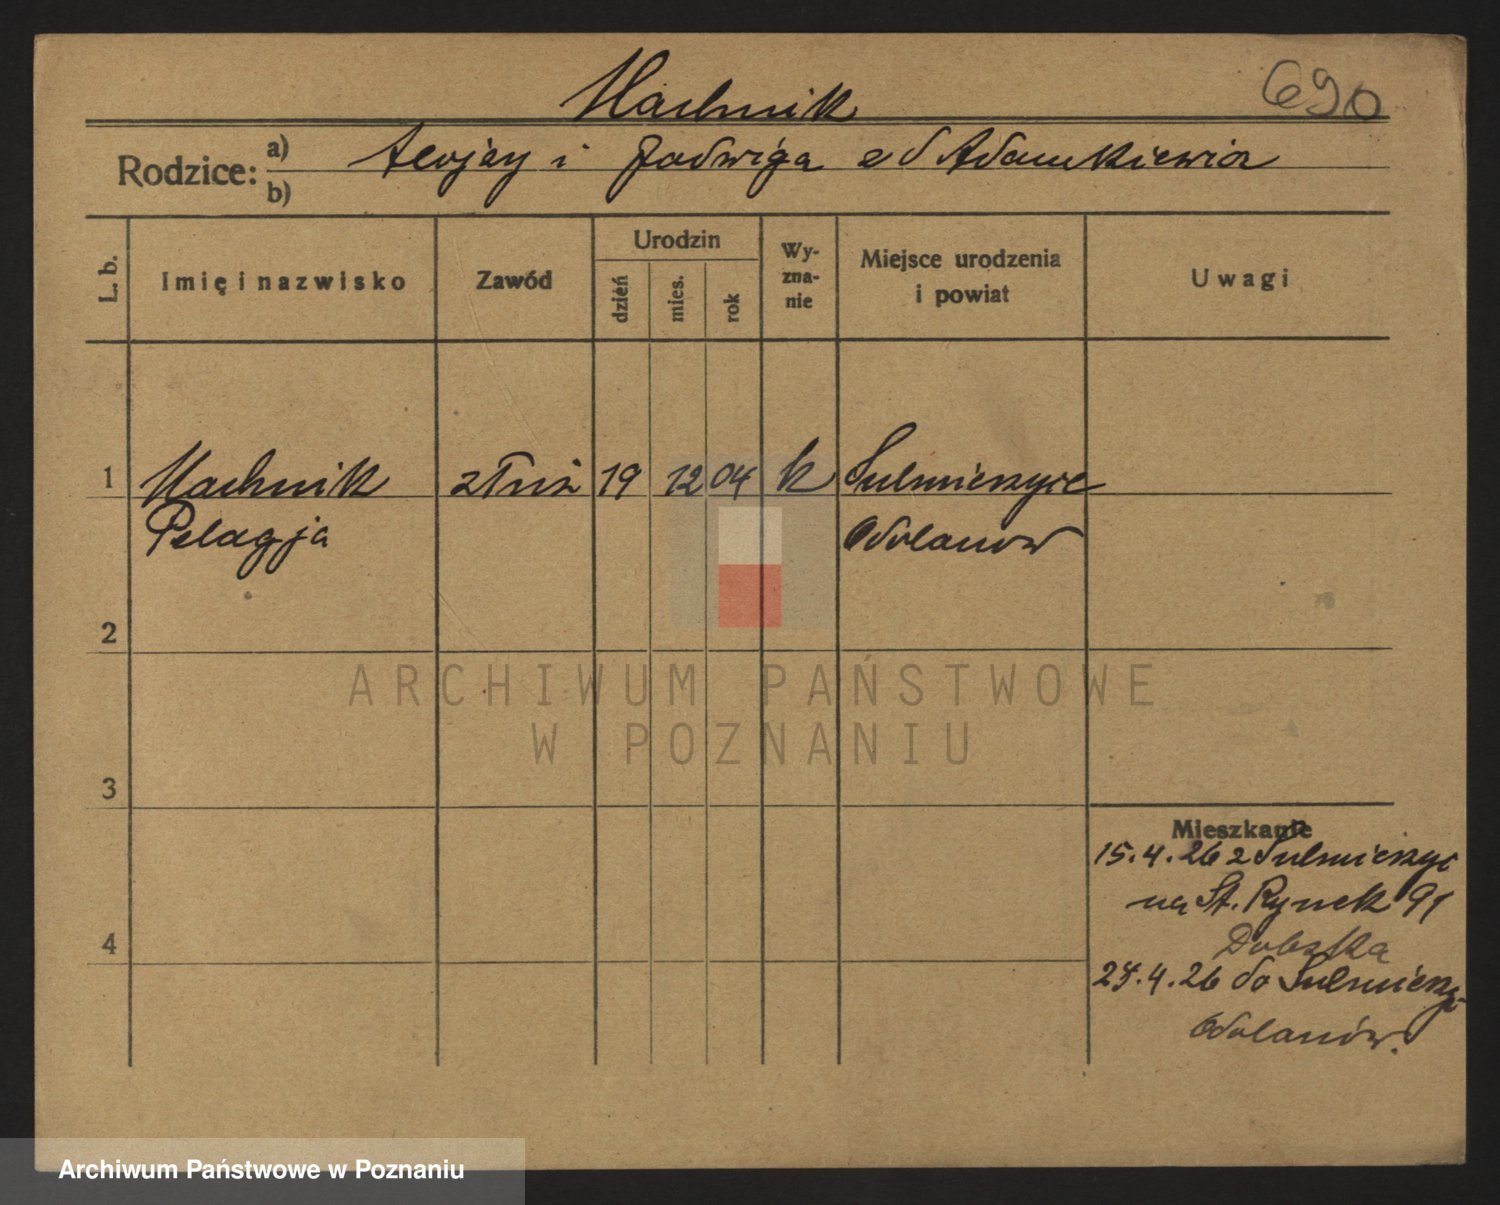 Machnik
690
Rodzice: a)
b)
Alojzy i Jadwiga z d Adamkiewicz
L. b.
Imię i nazwisko
Zawód
Urodzin
dzień
mies.
rok
Wy-
zna-
nie
Miejsce urodzenia
i powiat
Uwagi
1
Machnik
Pelagja
służ
19
12
04
k
Sulmierzyce
Odolanów
2
3
4
Mieszkanie
15.4.26 z Sulmierzyc
na St. Rynek 91
4.26 do Sulmierzyc
Odolanów.
ARCHIWUM PAŃSTWOWE
W POZNANIU
Archiwum Państwowe w Poznaniu